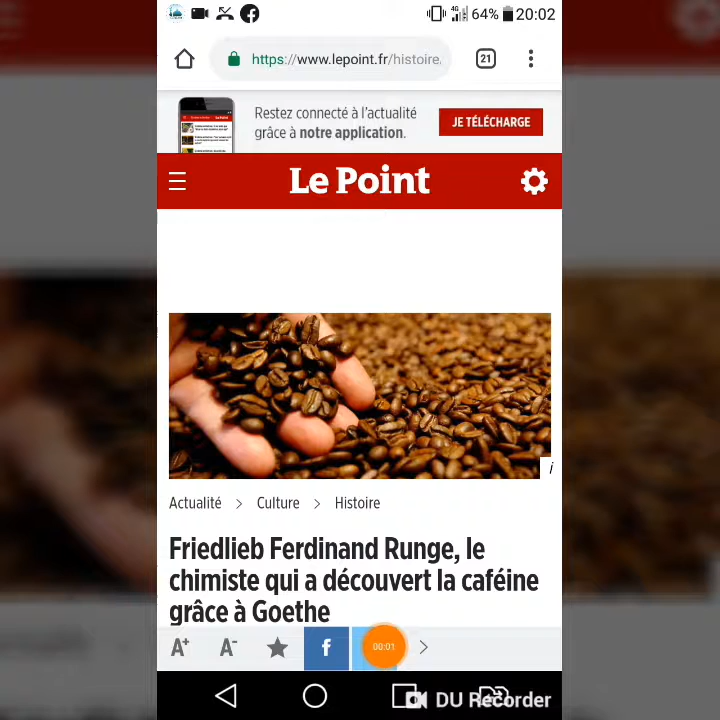 64% 20:02
https://www.lepoint.fr/histoire
21
Restez connecté à l'actualité
grâce à notre application.
JE TÉLÉCHARGE
Le Point
i
Actualité > Culture > Histoire
Friedlieb Ferdinand Runge, le
chimiste qui a découvert la caféine
grâce à Goethe
A+ A- f 00:01 >
DU Recorder